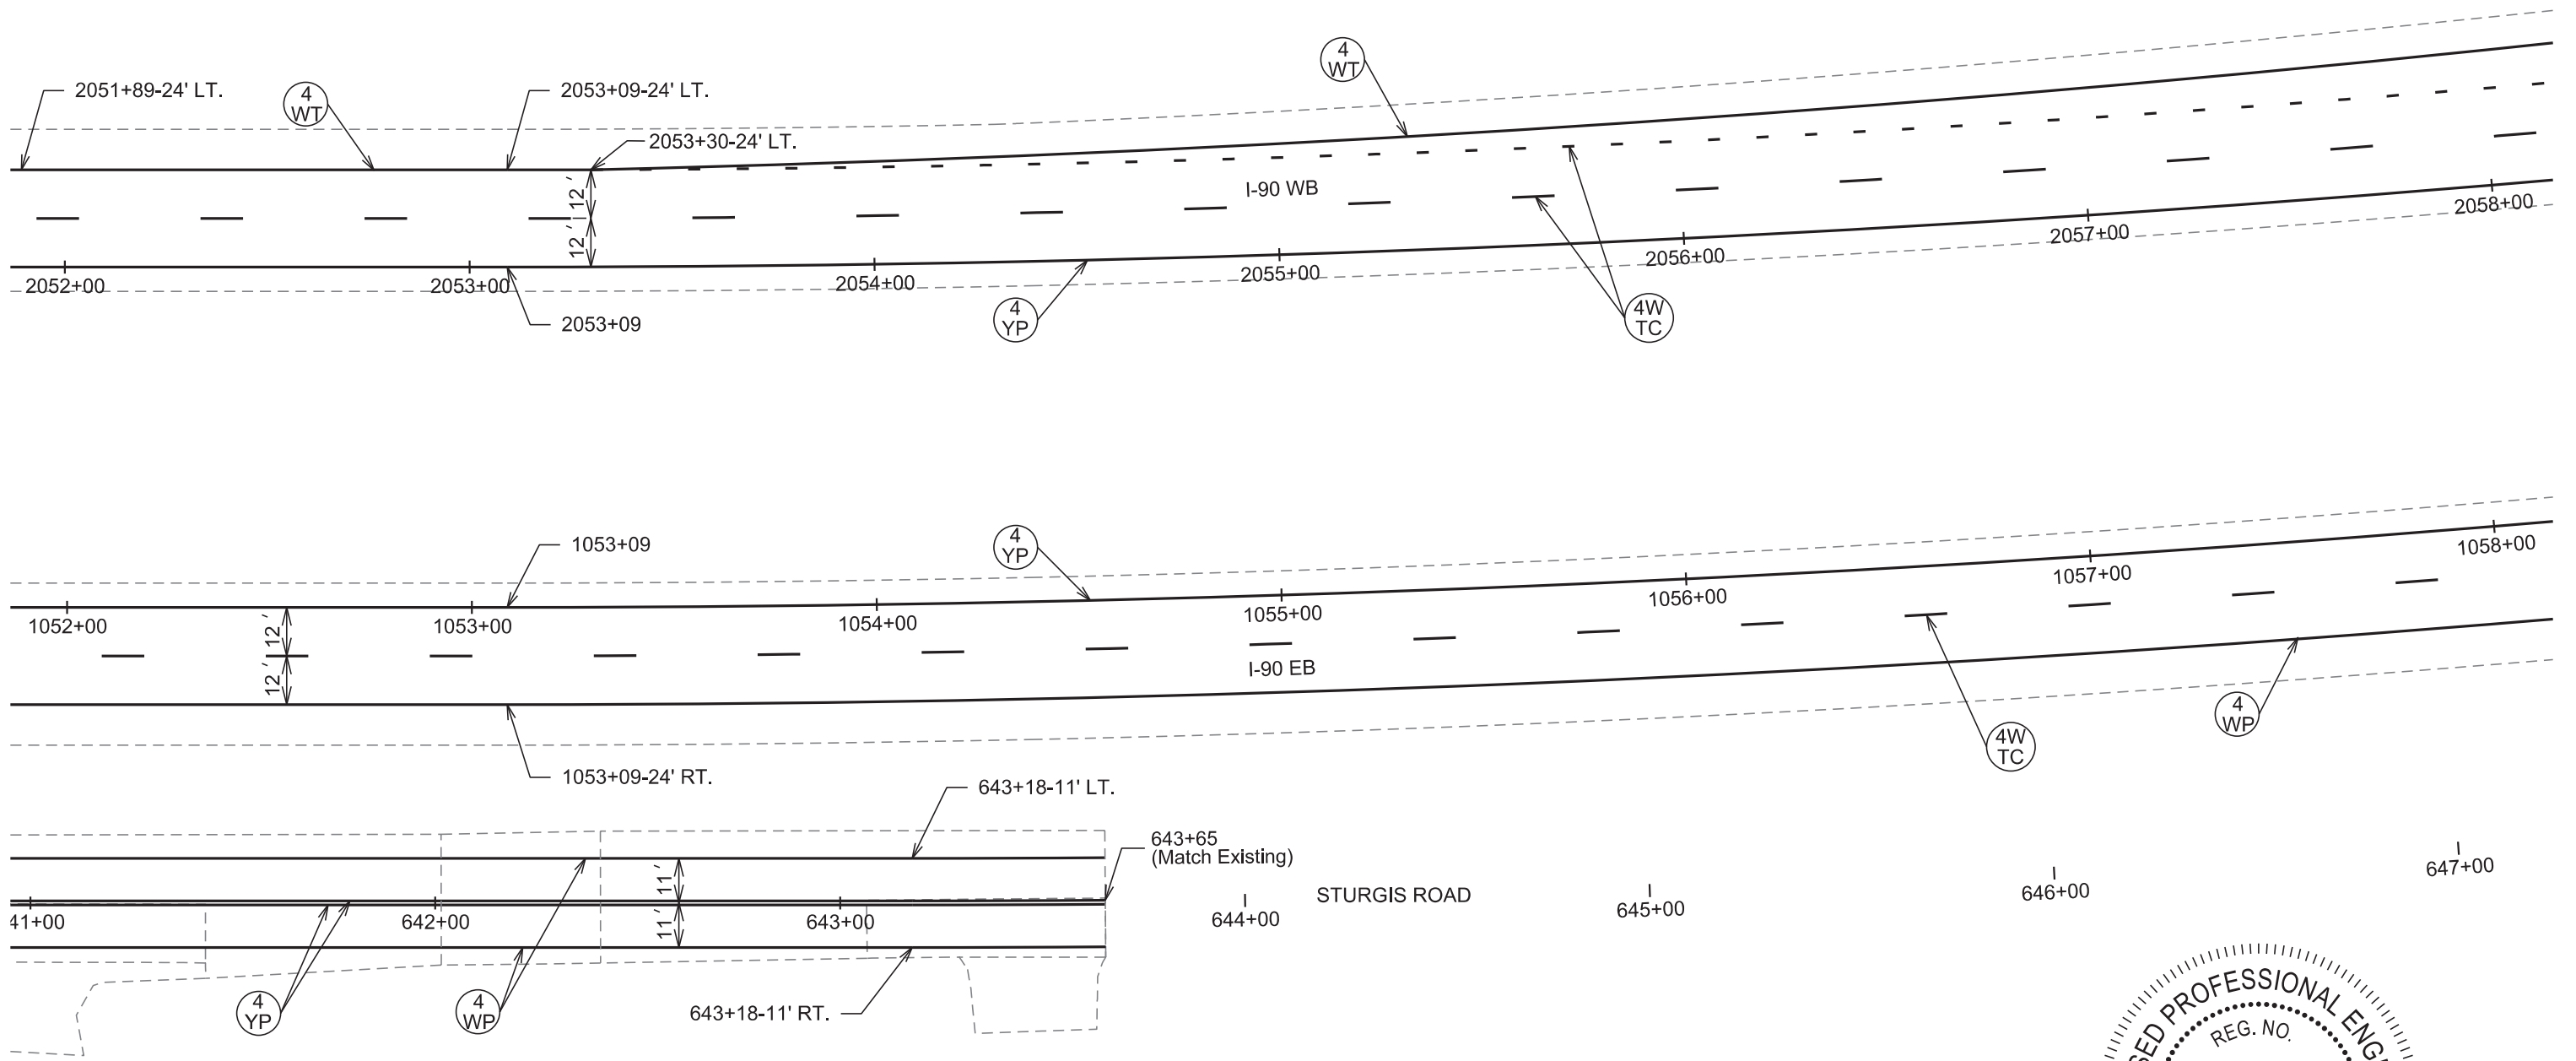 4
WT
2051+89-24' LT.
4
WT
2053+09-24' LT.
2053+30-24' LT.
12'
12'
I-90 WB
2052+00
2053+00
2054+00
2055+00
2056+00
2057+00
2058+00
2053+09
4
YP
4W
TC
1053+09
4
YP
1052+00
1053+00
1054+00
1055+00
1056+00
1057+00
1058+00
12'
12'
I-90 EB
4
WP
4W
TC
1053+09-24' RT.
643+18-11' LT.
643+65
(Match Existing)
11'
11'
STURGIS ROAD
41+00
642+00
643+00
644+00
645+00
646+00
647+00
4
YP
4
WP
643+18-11' RT.
SED PROFESSIONAL ENG
REG. NO.